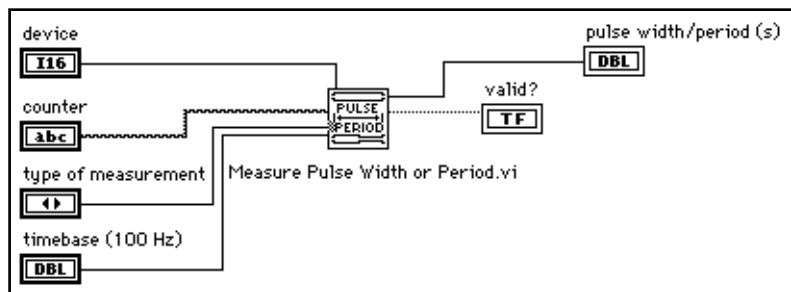 device
I16
counter
abc
type of measurement
timebase (100 Hz)
DBL
PULSE
PERIOD
Measure Pulse Width or Period.vi
pulse width/period (s)
DBL
valid?
TF